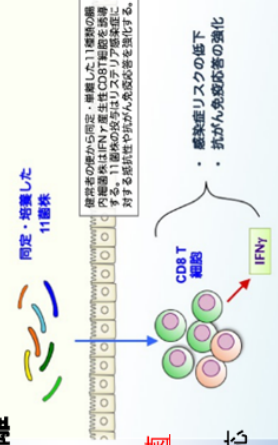 同定・培養した
11菌株
健常者の便から同定・単離した11種類の腸
内細菌株はIFNγ産生性CD8T細胞を誘導
する。11菌株の投与はリステリア感染症に
対する抵抗性や抗がん免疫応答を強化する。
CD8 T
細胞
IFNγ
・ 感染症リスクの低下
・ 抗がん免疫応答の強化